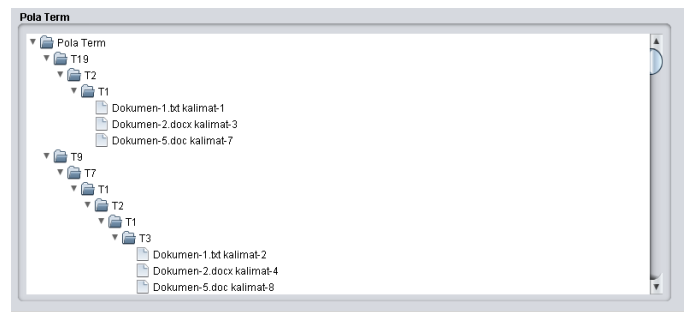 Pola Term
Pola Term
T19
T2
T1
Dokumen-1.txt kalimat-1
Dokumen-2.docx kalimat-3
Dokumen-5.doc kalimat-7
T9
T7
T1
T2
T1
T3
Dokumen-1.txt kalimat-2
Dokumen-2.docx kalimat-4
Dokumen-5.doc kalimat-8